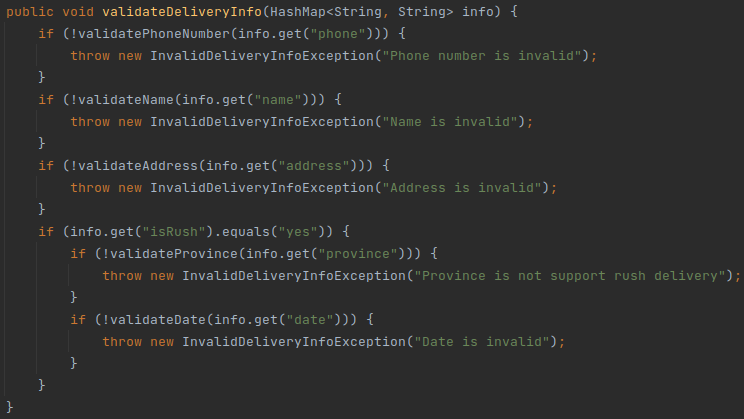 public void validateDeliveryInfo(HashMap<String, String> info) {
    if (!validatePhoneNumber(info.get("phone"))) {
        throw new InvalidDeliveryInfoException("Phone number is invalid");
    }
    if (!validateName(info.get("name"))) {
        throw new InvalidDeliveryInfoException("Name is invalid");
    }
    if (!validateAddress(info.get("address"))) {
        throw new InvalidDeliveryInfoException("Address is invalid");
    }
    if (info.get("isRush").equals("yes")) {
        if (!validateProvince(info.get("province"))) {
            throw new InvalidDeliveryInfoException("Province is not support rush delivery");
        }
        if (!validateDate(info.get("date"))) {
            throw new InvalidDeliveryInfoException("Date is invalid");
        }
    }
}